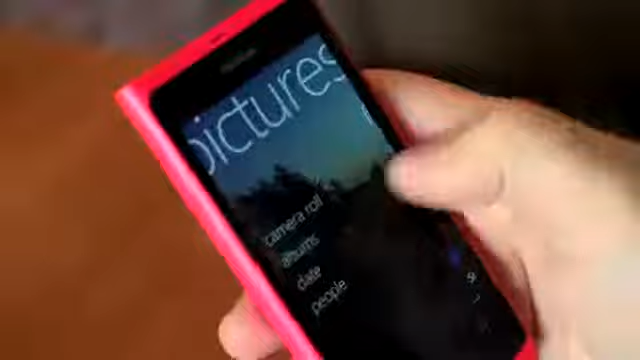 pictures
camera roll
albums
date
people